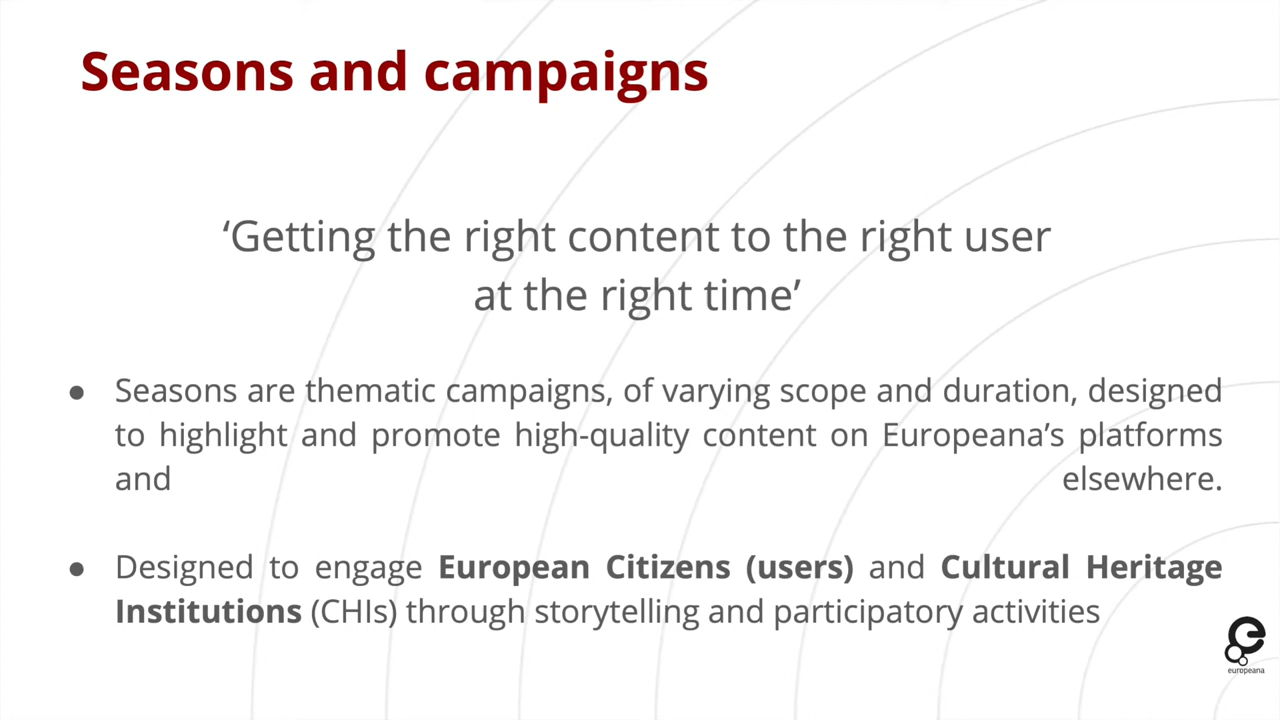 Seasons and campaigns
‘Getting the right content to the right user
at the right time’
● Seasons are thematic campaigns, of varying scope and duration, designed
to highlight and promote high-quality content on Europeana’s platforms
and elsewhere.
● Designed to engage European Citizens (users) and Cultural Heritage
Institutions (CHIs) through storytelling and participatory activities
europeana